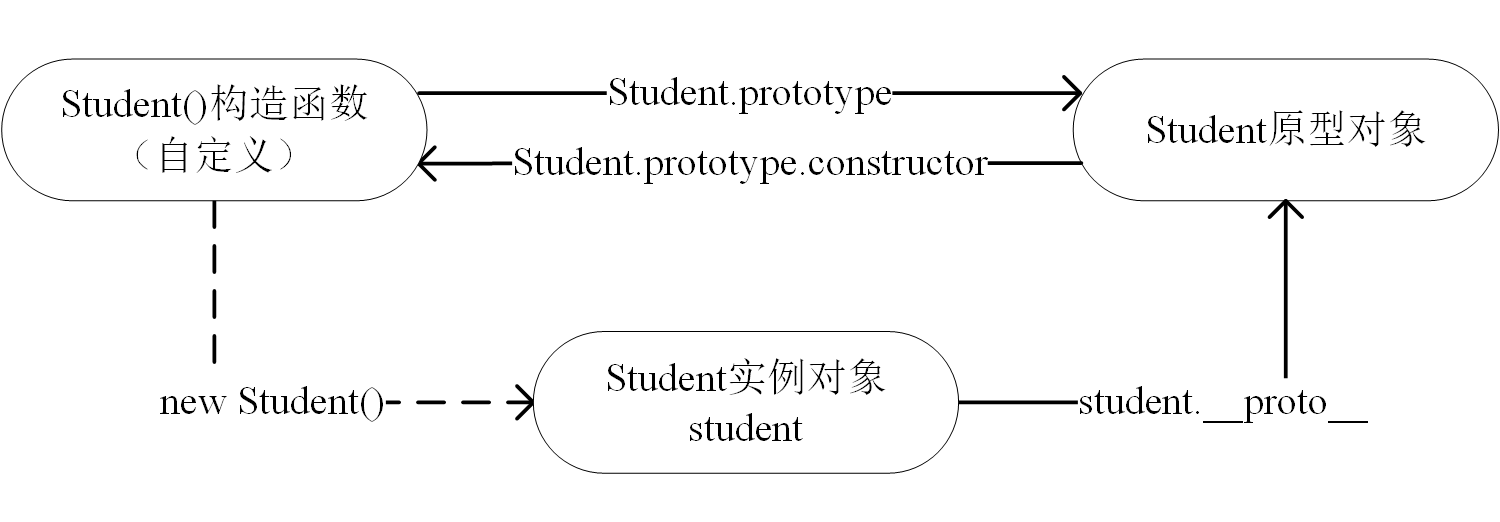 Student()构造函数
（自定义）
Student.prototype
Student原型对象
Student.prototype.constructor
new Student()
Student实例对象
student
student.__proto__